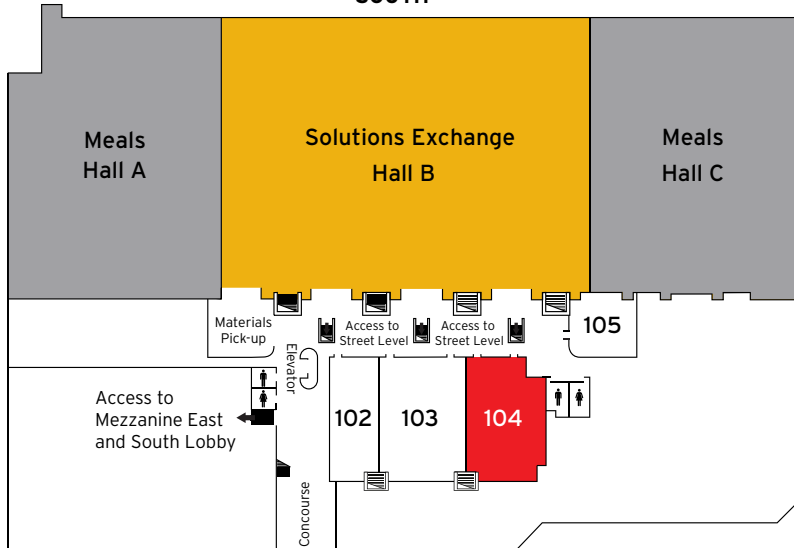 SOUTH
Meals
Hall A
Solutions Exchange
Hall B
Meals
Hall C
Materials
Pick-up
Access to
Street Level
Access to
Street Level
105
Elevator
Access to
Mezzanine East
and South Lobby
102
103
104
Concourse